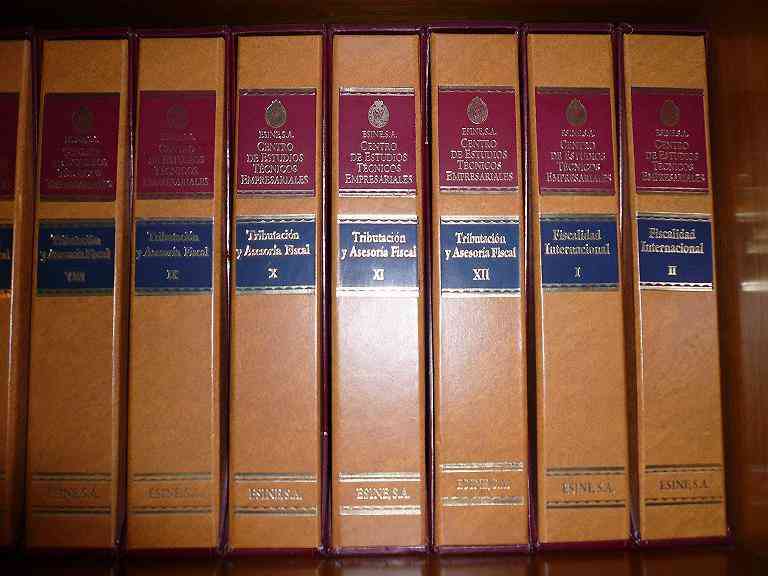 ESINE, S.A.
CENTRO
DE ESTUDIOS
TÉCNICOS
EMPRESARIALES
Tributación
y Asesoría Fiscal
VIII
ESINE, S.A.
ESINE, S.A.
CENTRO
DE ESTUDIOS
TÉCNICOS
EMPRESARIALES
Tributación
y Asesoría Fiscal
IX
ESINE, S.A.
ESINE, S.A.
CENTRO
DE ESTUDIOS
TÉCNICOS
EMPRESARIALES
Tributación
y Asesoría Fiscal
X
ESINE, S.A.
ESINE, S.A.
CENTRO
DE ESTUDIOS
TÉCNICOS
EMPRESARIALES
Tributación
y Asesoría Fiscal
XI
ESINE, S.A.
ESINE, S.A.
CENTRO
DE ESTUDIOS
TÉCNICOS
EMPRESARIALES
Tributación
y Asesoría Fiscal
XII
ESINE, S.A.
ESINE, S.A.
CENTRO
DE ESTUDIOS
TÉCNICOS
EMPRESARIALES
Fiscalidad
Internacional
I
ESINE, S.A.
ESINE, S.A.
CENTRO
DE ESTUDIOS
TÉCNICOS
EMPRESARIALES
Fiscalidad
Internacional
II
ESINE, S.A.